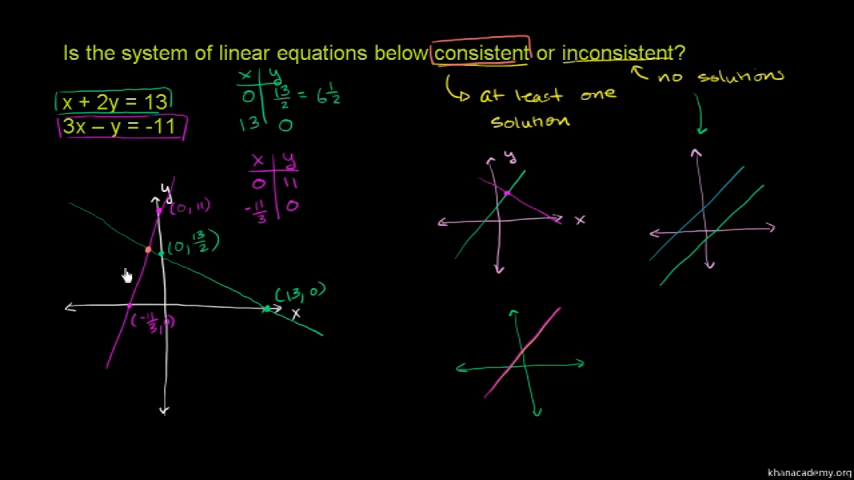 Is the system of linear equations below consistent or inconsistent?
x + 2y = 13
3x – y = -11
x y
0 13/2 = 6 1/2
13 0
x y
0 11
-11/3 0
at least one
solution
no solutions
y
(0, 11)
(0, 13/2)
(13, 0)
x
(-11/3, 0)
y
x
khanacademy.org